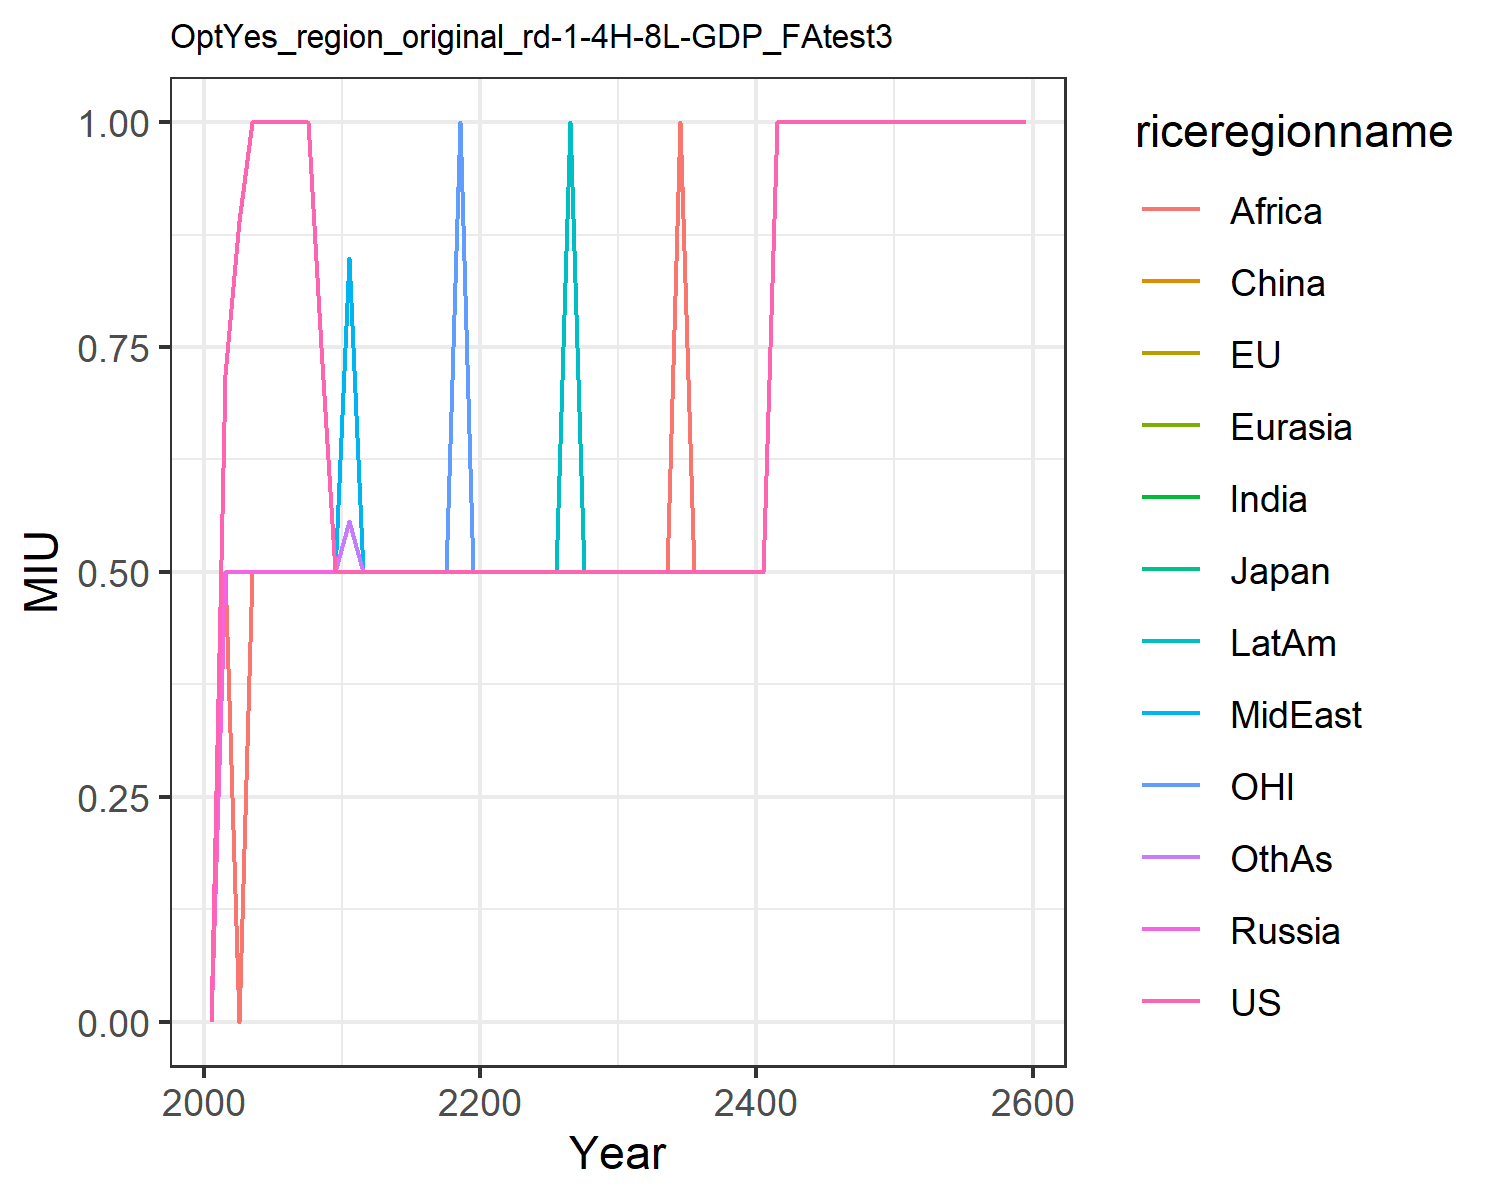 OptYes_region_original_rd-1-4H-8L-GDP_FAtest3
1.00
0.75
0.50
0.25
0.00
MIU
2000
2200
2400
2600
Year
riceregionname
Africa
China
EU
Eurasia
India
Japan
LatAm
MidEast
OHI
OthAs
Russia
US